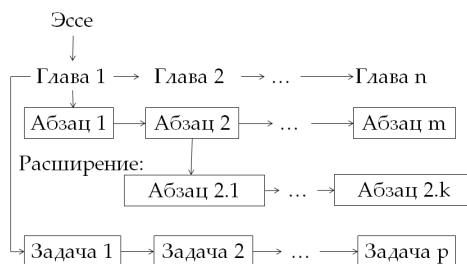 Эссе
Глава 1 Глава 2 ... Глава n
Абзац 1 Абзац 2 ... Абзац m
Расширение:
Абзац 2.1 ... Абзац 2.k
Задача 1 Задача 2 ... Задача p